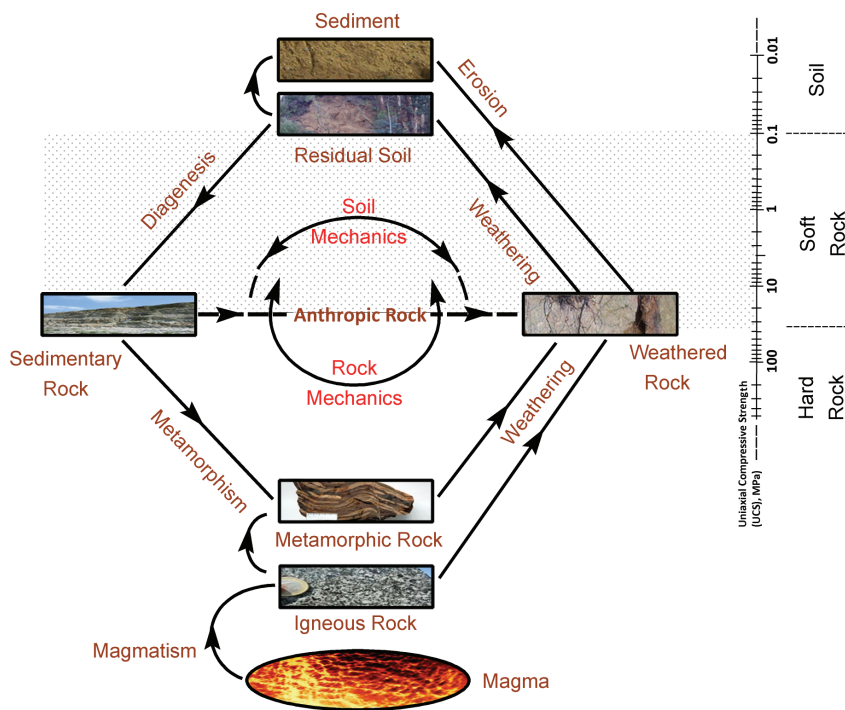 Sediment
Erosion
Residual Soil
Diagenesis
Weathering
Soil
Mechanics
Anthropic Rock
Rock
Mechanics
Sedimentary
Rock
Weathered
Rock
Metamorphism
Weathering
Metamorphic Rock
Igneous Rock
Magmatism
Magma
0.01
0.1
1
10
100
Uniaxial Compressive Strength
(UCS), MPa
Soil
Soft
Rock
Hard
Rock